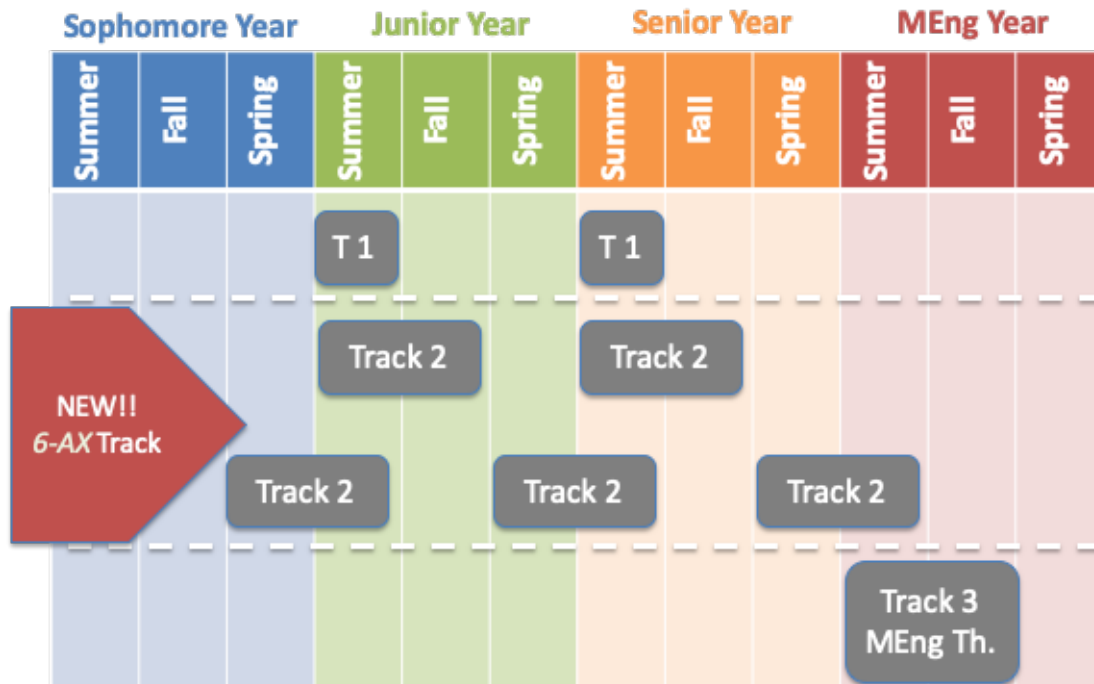 Sophomore Year
Junior Year
Senior Year
MEng Year
Summer
Fall
Spring
Summer
Fall
Spring
Summer
Fall
Spring
Summer
Fall
Spring
T 1
T 1
Track 2
Track 2
NEW!!
6-AX Track
Track 2
Track 2
Track 2
Track 3
MEng Th.